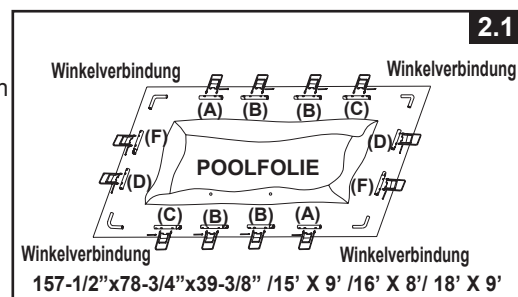 2.1
Winkelverbindung Winkelverbindung
(A) (B) (B) (C)
(F) (D)
POOLFOLIE
(D) (F)
(C) (B) (B) (A)
Winkelverbindung Winkelverbindung
157-1/2”x78-3/4”x39-3/8” /15’ X 9’ /16’ X 8’/ 18’ X 9’